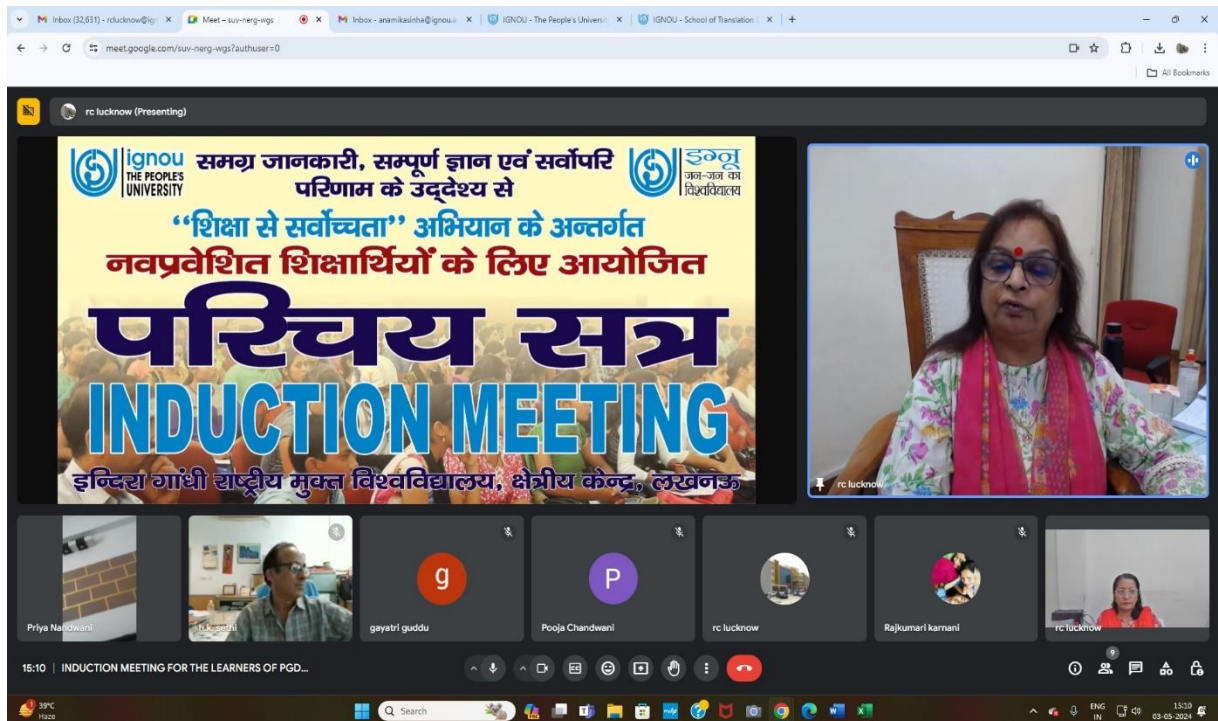 Inbox (32,631) - rclucknow@ig
Meet – suv-nerg-wgs
Inbox - anamikasinha@ignou.
IGNOU - The People's Universit
IGNOU - School of Translation
meet.google.com/suv-nerg-wgs?authuser=0
All Bookmarks
rc lucknow (Presenting)
ignou
THE PEOPLE'S
UNIVERSITY
समग्र जानकारी, सम्पूर्ण ज्ञान एवं सर्वोपरि
परिणाम के उद्देश्य से
इग्नू
जन-जन का
विश्वविद्यालय
“शिक्षा से सर्वोच्चता” अभियान के अन्तर्गत
नवप्रवेशित शिक्षार्थियों के लिए आयोजित
परिचय सत्र
INDUCTION MEETING
इन्दिरा गांधी राष्ट्रीय मुक्त विश्वविद्यालय, क्षेत्रीय केन्द्र, लखनऊ
rc lucknow
Priya Nandwani
h.k. sethi
g
gayatri guddu
P
Pooja Chandwani
rc lucknow
Rajkumari karnani
rc lucknow
15:10 | INDUCTION MEETING FOR THE LEARNERS OF PGD...
9
39°C
Haze
Search
ENG
IN
15:10
03-05-2024